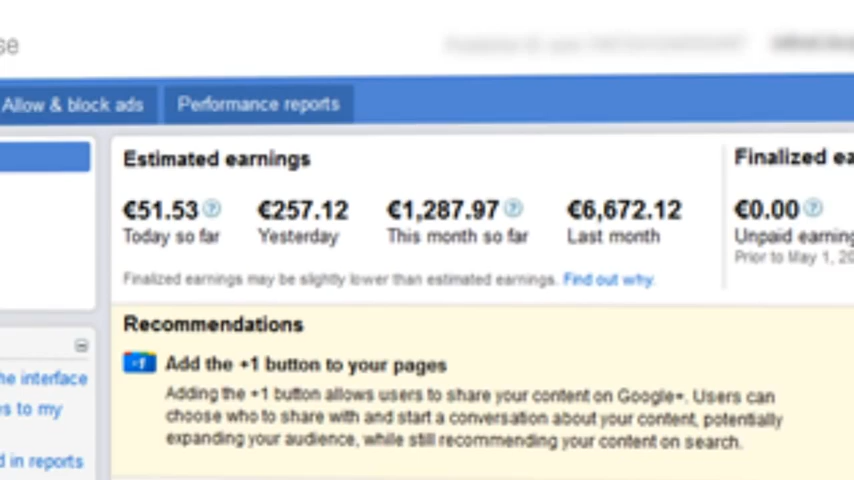 se
Allow & block ads
Performance reports
Estimated earnings
Finalized ea
€51.53 €257.12 €1,287.97 €6,672.12 €0.00
Today so far Yesterday This month so far Last month Unpaid earning
Prior to May 1, 20
Finalized earnings may be slightly lower than estimated earnings. Find out why.
Recommendations
+1 Add the +1 button to your pages
Adding the +1 button allows users to share your content on Google+. Users can
choose who to share with and start a conversation about your content, potentially
expanding your audience, while still recommending your content on search.
he interface
es to my
d in reports